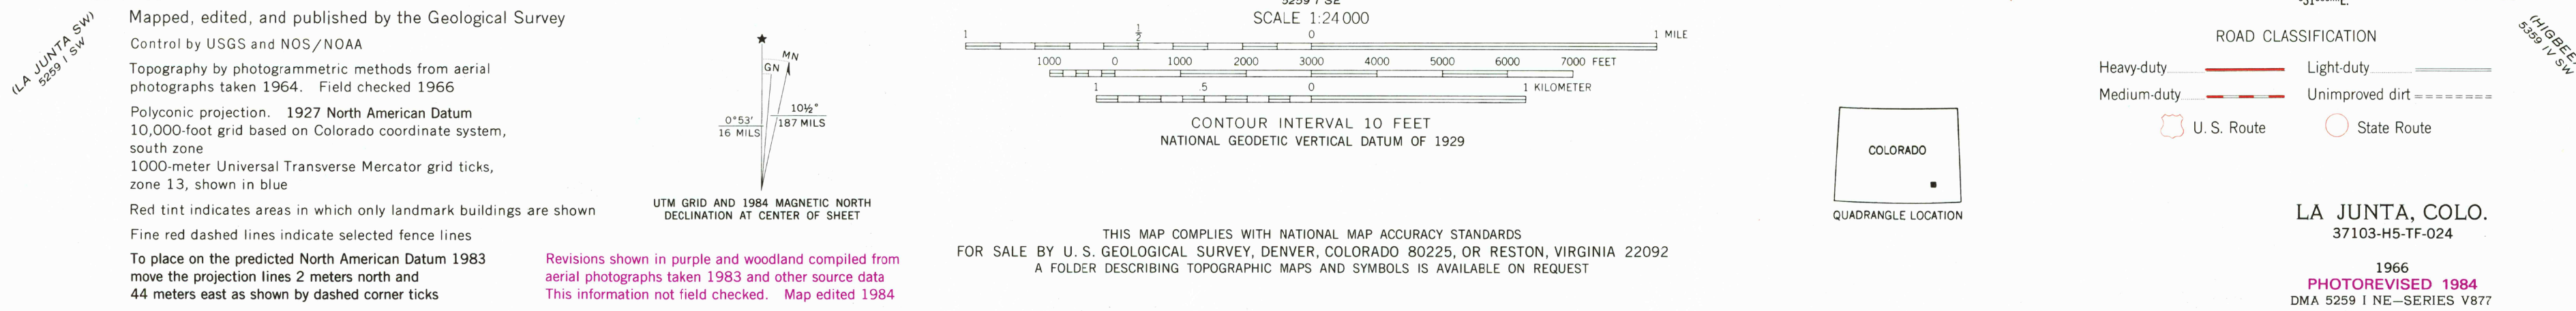 (LA JUNTA SW)
5259 I SW
Mapped, edited, and published by the Geological Survey
Control by USGS and NOS/NOAA
Topography by photogrammetric methods from aerial
photographs taken 1964. Field checked 1966
Polyconic projection. 1927 North American Datum
10,000-foot grid based on Colorado coordinate system,
south zone
1000-meter Universal Transverse Mercator grid ticks,
zone 13, shown in blue
Red tint indicates areas in which only landmark buildings are shown
Fine red dashed lines indicate selected fence lines
To place on the predicted North American Datum 1983
move the projection lines 2 meters north and
44 meters east as shown by dashed corner ticks
Revisions shown in purple and woodland compiled from
aerial photographs taken 1983 and other source data
This information not field checked. Map edited 1984
MN
GN
0°53′
16 MILS
10½°
187 MILS
UTM GRID AND 1984 MAGNETIC NORTH
DECLINATION AT CENTER OF SHEET
SCALE 1:24 000
1 ½ 0 1 MILE
1000 0 1000 2000 3000 4000 5000 6000 7000 FEET
1 .5 0 1 KILOMETER
CONTOUR INTERVAL 10 FEET
NATIONAL GEODETIC VERTICAL DATUM OF 1929
THIS MAP COMPLIES WITH NATIONAL MAP ACCURACY STANDARDS
FOR SALE BY U. S. GEOLOGICAL SURVEY, DENVER, COLORADO 80225, OR RESTON, VIRGINIA 22092
A FOLDER DESCRIBING TOPOGRAPHIC MAPS AND SYMBOLS IS AVAILABLE ON REQUEST
COLORADO
QUADRANGLE LOCATION
ROAD CLASSIFICATION
Heavy-duty Light-duty
Medium-duty Unimproved dirt
U. S. Route State Route
5359 IV SW
LA JUNTA, COLO.
37103-H5-TF-024
1966
PHOTOREVISED 1984
DMA 5259 I NE—SERIES V877